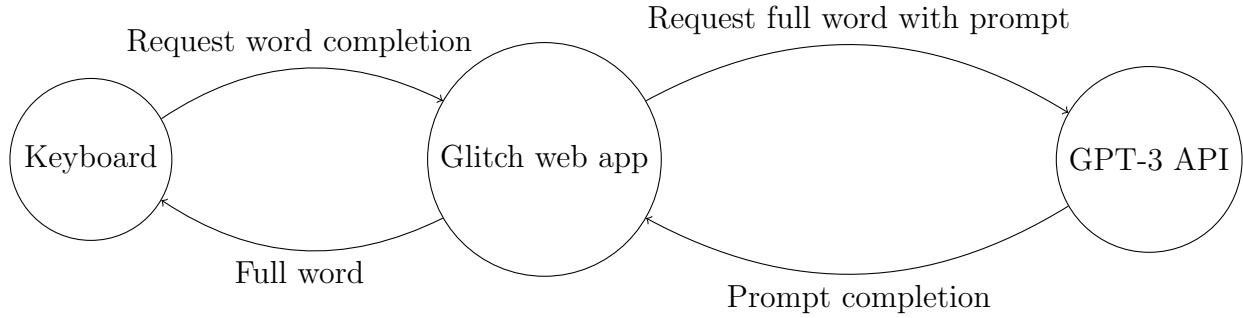 Request full word with prompt
Request word completion
Keyboard
Glitch web app
GPT-3 API
Full word
Prompt completion